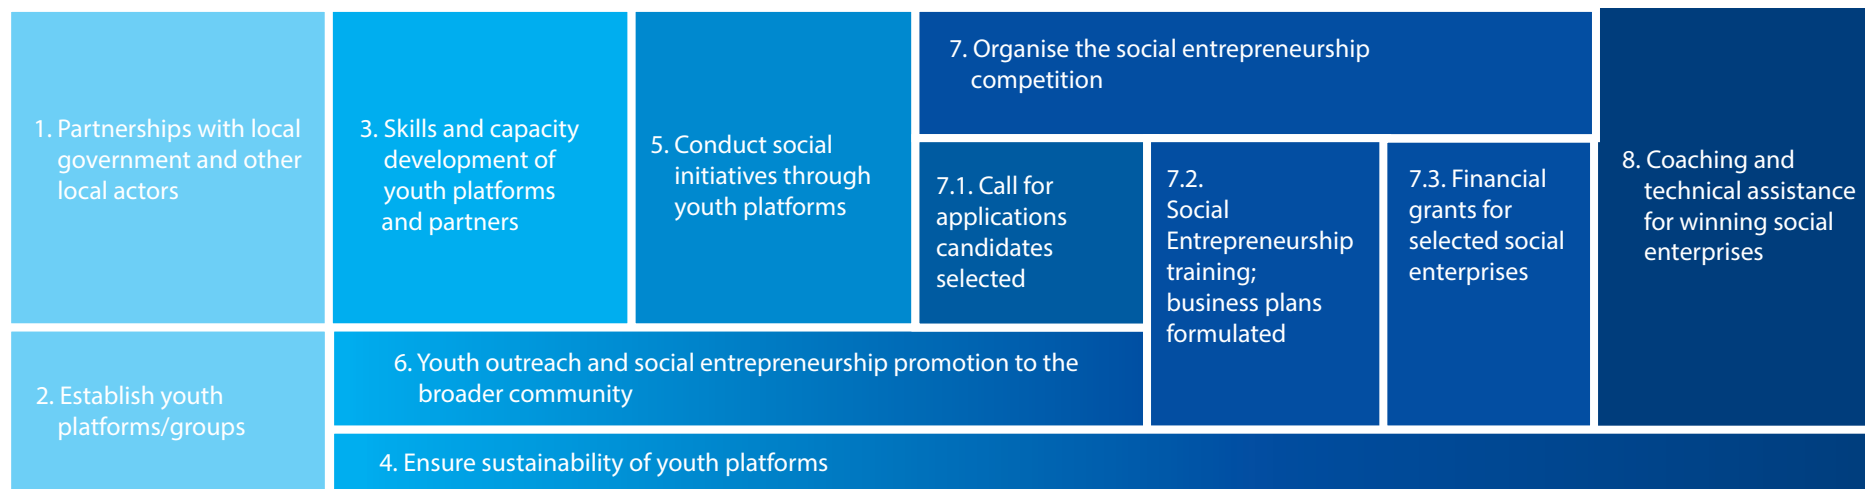 1. Partnerships with local
government and other
local actors
2. Establish youth
platforms/groups
3. Skills and capacity
development of
youth platforms
and partners
5. Conduct social
initiatives through
youth platforms
7. Organise the social entrepreneurship
competition
7.1. Call for
applications
candidates
selected
7.2.
Social
Entrepreneurship
training;
business plans
formulated
7.3. Financial
grants for
selected social
enterprises
8. Coaching and
technical assistance
for winning social
enterprises
6. Youth outreach and social entrepreneurship promotion to the
broader community
4. Ensure sustainability of youth platforms